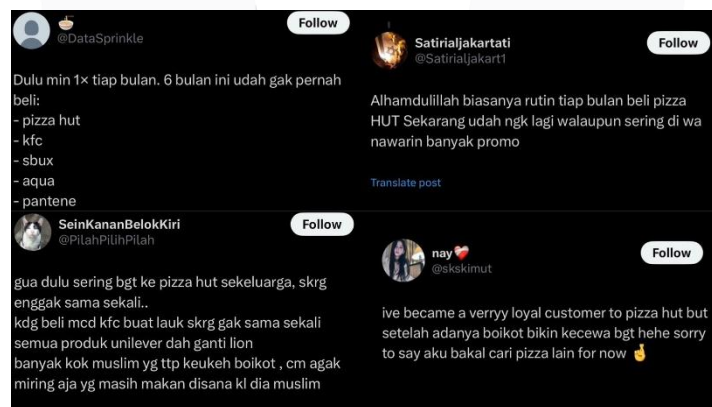 Follow
@DataSprinkle
Dulu min 1× tiap bulan. 6 bulan ini udah gak pernah
beli:
- pizza hut
- kfc
- sbux
- aqua
- pantene
Satirialjakartati
Follow
@Satirialjakart1
Alhamdulillah biasanya rutin tiap bulan beli pizza
HUT Sekarang udah ngk lagi walaupun sering di wa
nawarin banyak promo
Translate post
SeinKananBelokKiri
Follow
@PilahPilihPilah
gua dulu sering bgt ke pizza hut sekeluarga, skrg
enggak sama sekali..
kdg beli mcd kfc buat lauk skrg gak sama sekali
semua produk unilever dah ganti lion
banyak kok muslim yg ttp keukeh boikot , cm agak
miring aja yg masih makan disana kl dia muslim
nay
Follow
@skskimut
ive became a verryy loyal customer to pizza hut but
setelah adanya boikot bikin kecewa bgt hehe sorry
to say aku bakal cari pizza lain for now